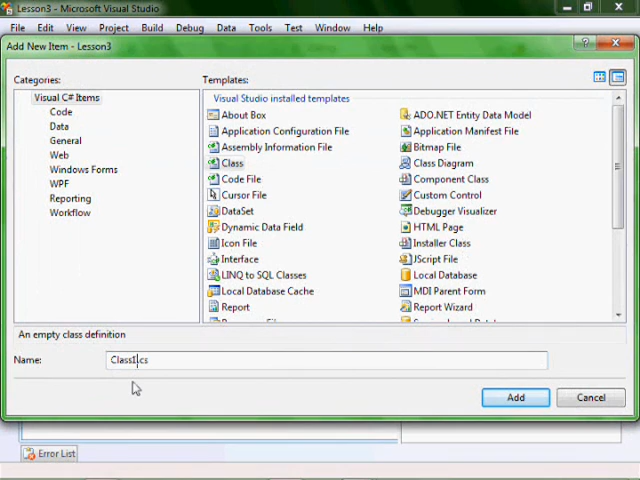 Lesson3 - Microsoft Visual Studio
File Edit View Project Build Debug Data Tools Test Window Help
Add New Item - Lesson3
Categories:
Visual C# Items
Code
Data
General
Web
Windows Forms
WPF
Reporting
Workflow
Templates:
Visual Studio installed templates
About Box ADO.NET Entity Data Model
Application Configuration File Application Manifest File
Assembly Information File Bitmap File
Class Class Diagram
Code File Component Class
Cursor File Custom Control
DataSet Debugger Visualizer
Dynamic Data Field HTML Page
Icon File Installer Class
Interface JScript File
LINQ to SQL Classes Local Database
Local Database Cache MDI Parent Form
Report Report Wizard
An empty class definition
Name: Class1.cs
Add Cancel
Error List